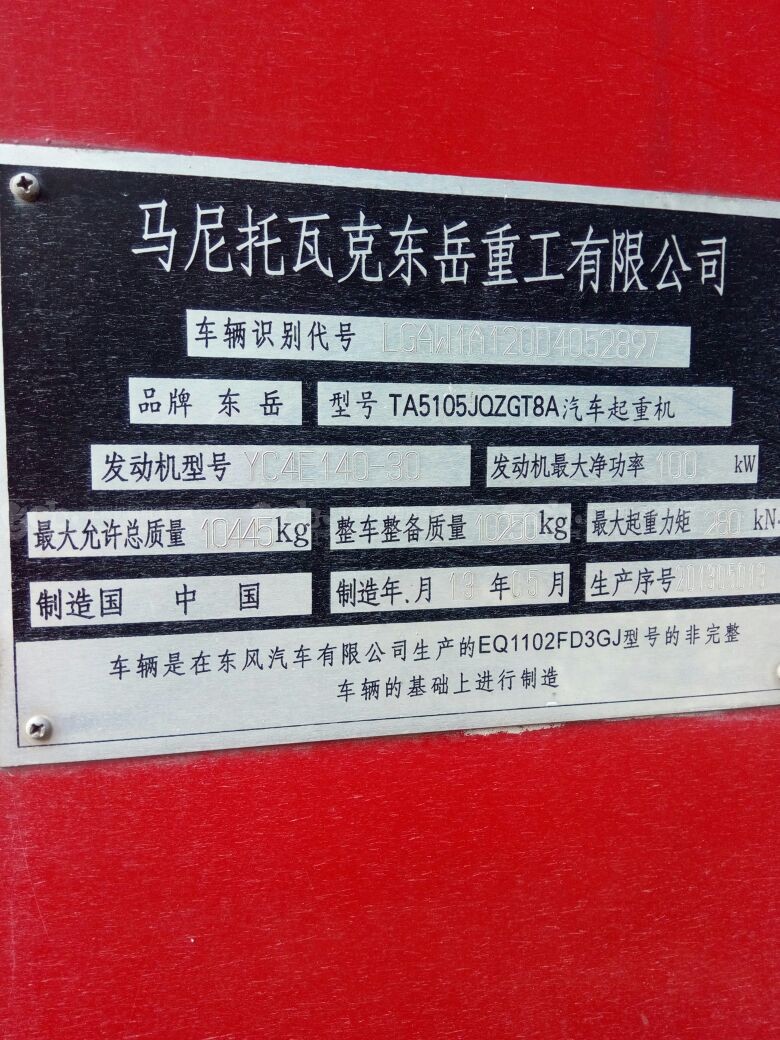 马尼托瓦克东岳重工有限公司
车辆识别代号 LGAW1A120D4052897
品牌 东岳 型号 TA5105JQZGT8A汽车起重机
发动机型号 YC4E140-30 发动机最大净功率 100 kW
最大允许总质量 10445kg 整车整备质量 10250kg 最大起重力矩 280 kN·
制造国 中国 制造年.月 13 年 05 月 生产序号 201305013
车辆是在东风汽车有限公司生产的EQ1102FD3GJ型号的非完整
车辆的基础上进行制造